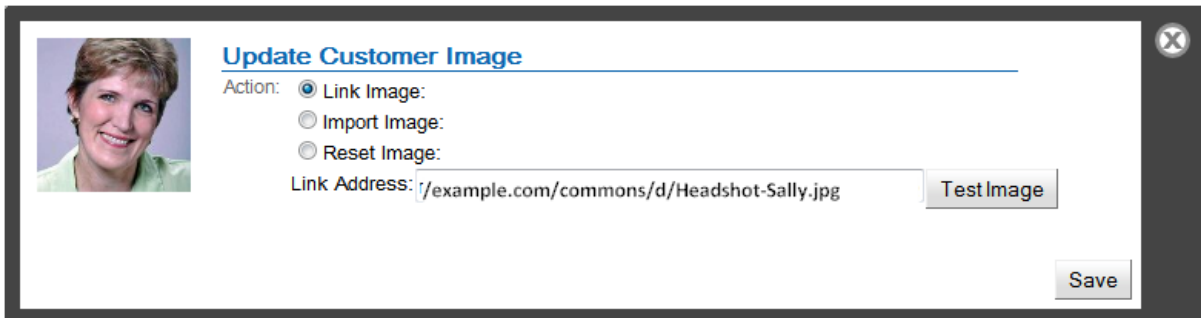 Update Customer Image
Action: Link Image:
Import Image:
Reset Image:
Link Address: /example.com/commons/d/Headshot-Sally.jpg Test Image
Save